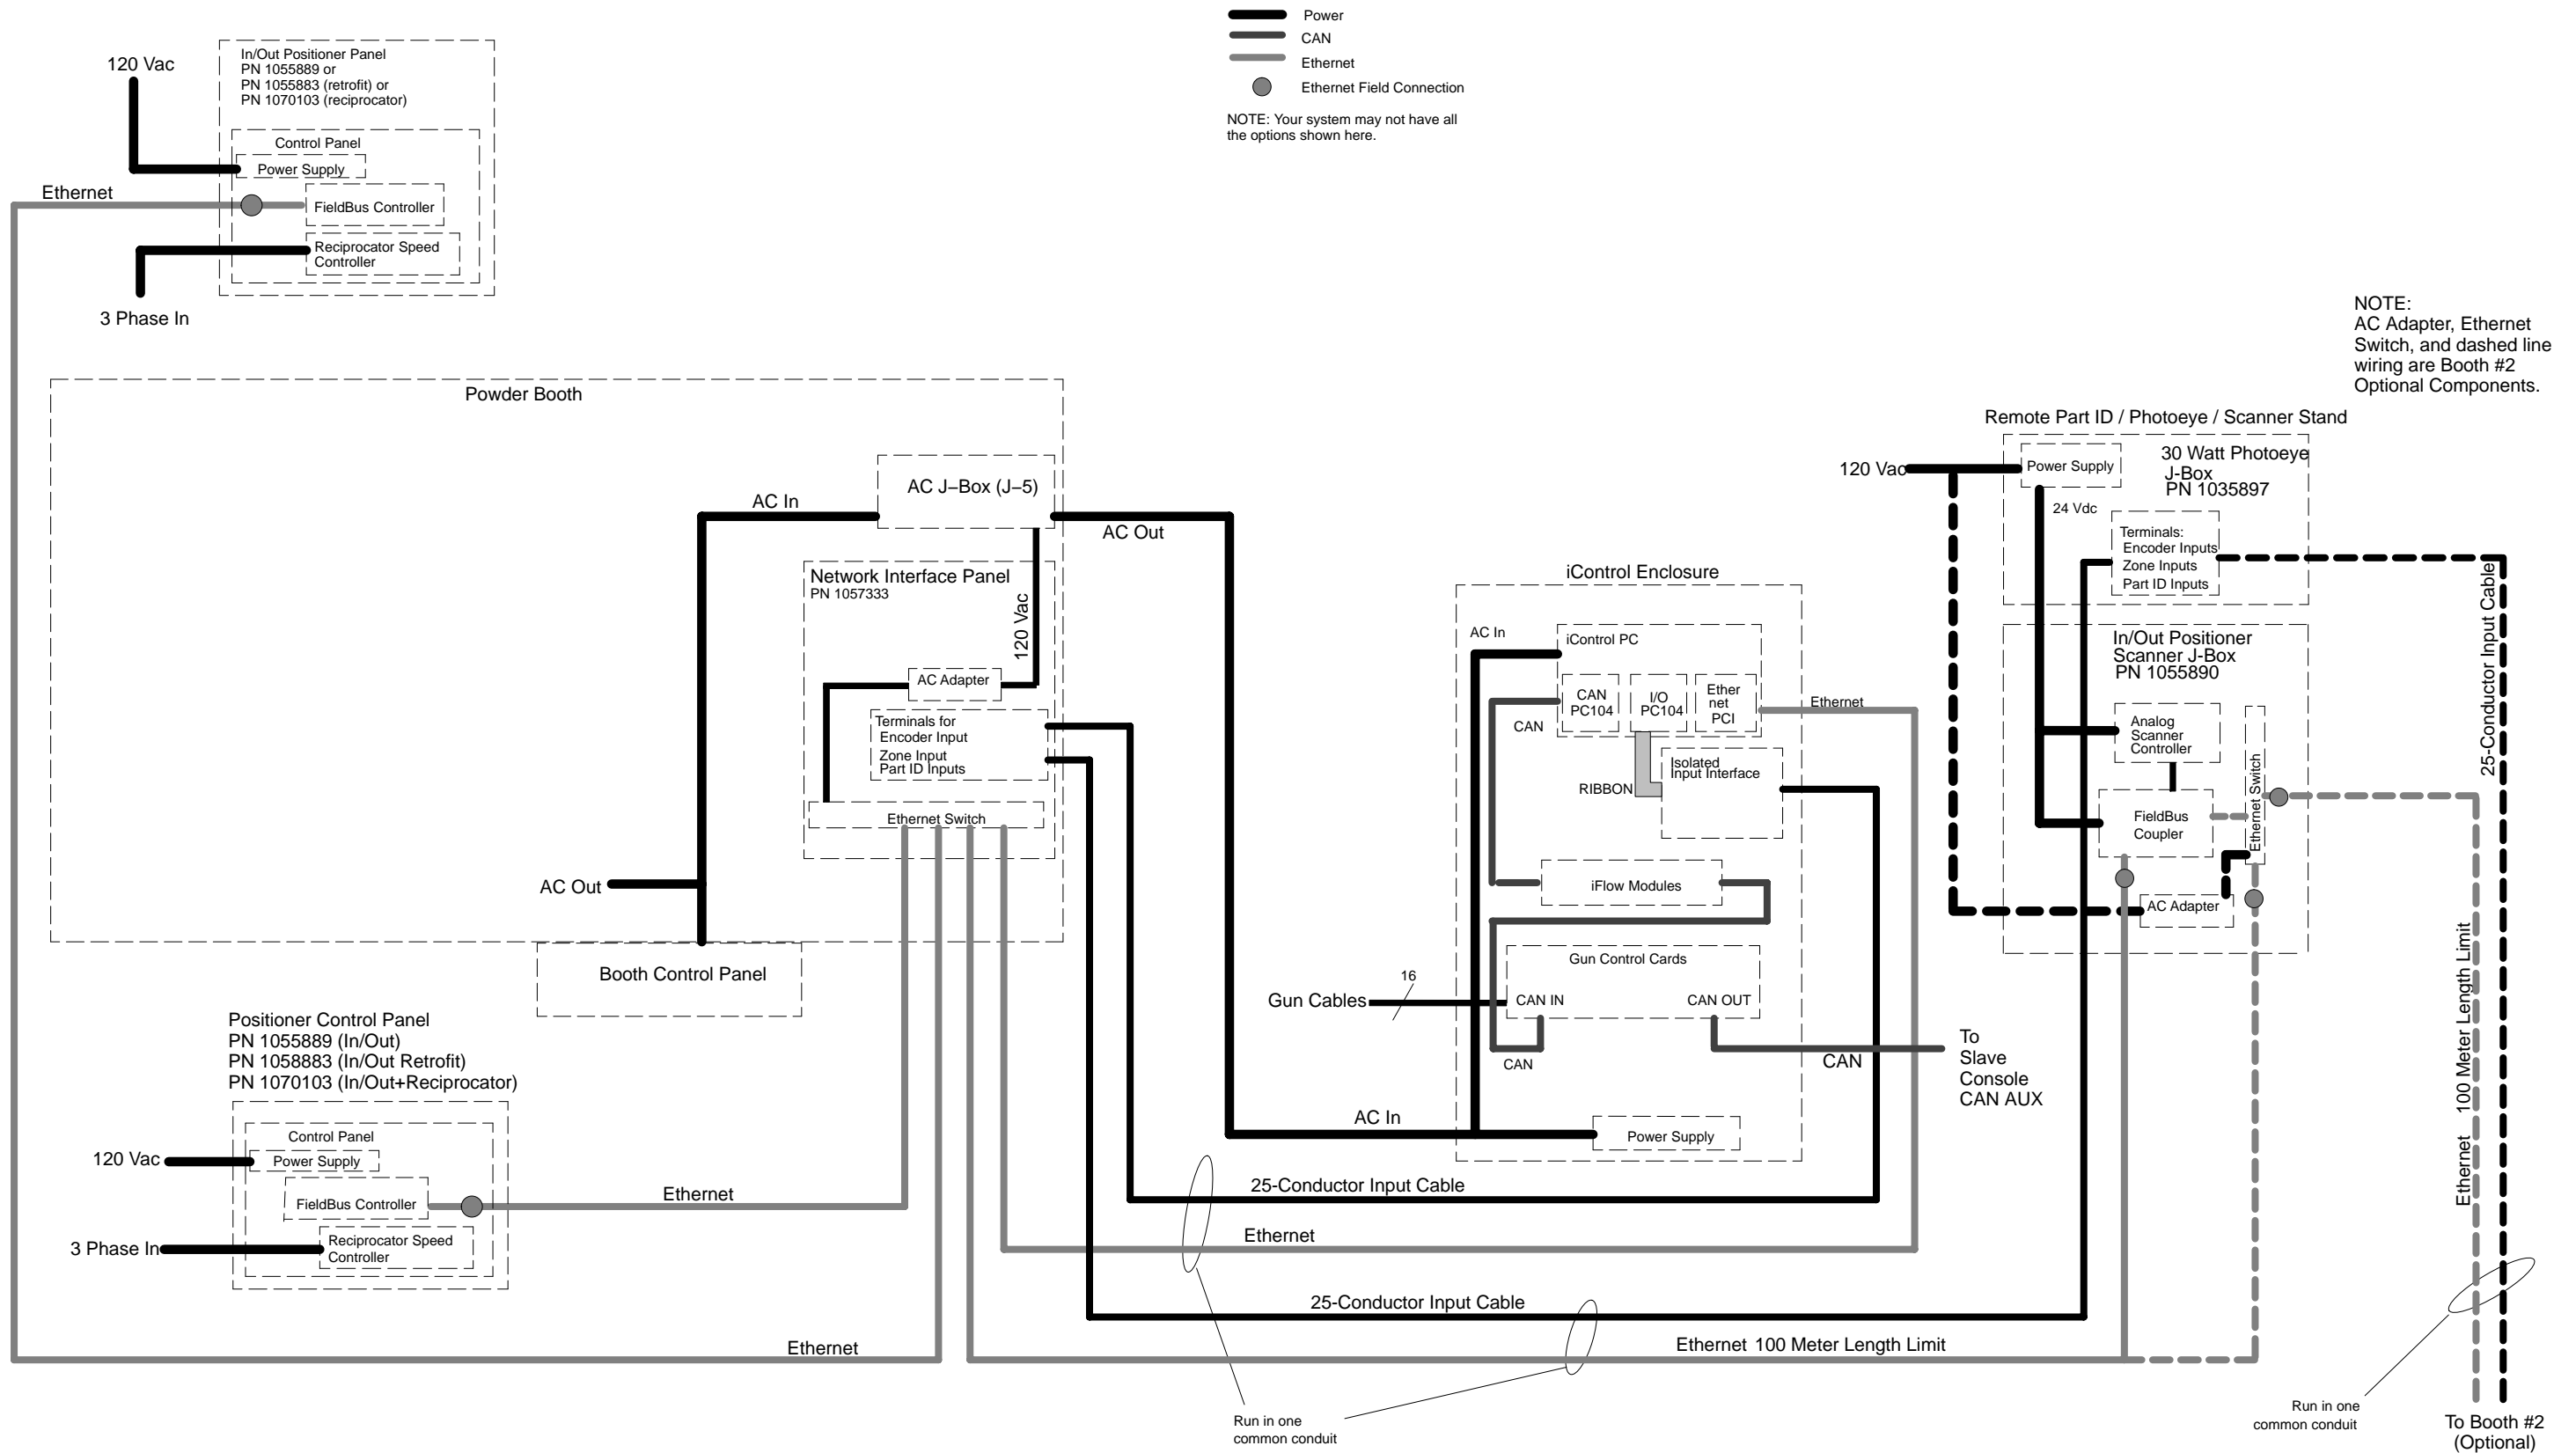 Power
CAN
Ethernet
Ethernet Field Connection
NOTE: Your system may not have all
the options shown here.
120 Vac
In/Out Positioner Panel
PN 1055889 or
PN 1055883 (retrofit) or
PN 1070103 (reciprocator)
Control Panel
Power Supply
Ethernet
FieldBus Controller
Reciprocator Speed
Controller
3 Phase In
NOTE:
AC Adapter, Ethernet
Switch, and dashed line
wiring are Booth #2
Optional Components.
Powder Booth
AC J–Box (J–5)
AC In
AC Out
Network Interface Panel
PN 1057333
120 Vac
AC Adapter
Terminals for
Encoder Input
Zone Input
Part ID Inputs
Ethernet Switch
AC Out
Booth Control Panel
Positioner Control Panel
PN 1055889 (In/Out)
PN 1058883 (In/Out Retrofit)
PN 1070103 (In/Out+Reciprocator)
Control Panel
120 Vac
Power Supply
FieldBus Controller
Ethernet
3 Phase In
Reciprocator Speed
Controller
Ethernet
iControl Enclosure
AC In
iControl PC
CAN
PC104
I/O
PC104
Ether
net
PCI
Ethernet
CAN
Isolated
Input Interface
RIBBON
iFlow Modules
Gun Control Cards
16
Gun Cables
CAN IN
CAN OUT
CAN
CAN
To
Slave
Console
CAN AUX
AC In
Power Supply
25-Conductor Input Cable
Ethernet
25-Conductor Input Cable
Ethernet 100 Meter Length Limit
Run in one
common conduit
Remote Part ID / Photoeye / Scanner Stand
120 Vac
Power Supply
30 Watt Photoeye
J-Box
PN 1035897
24 Vdc
Terminals:
Encoder Inputs
Zone Inputs
Part ID Inputs
In/Out Positioner
Scanner J-Box
PN 1055890
Analog
Scanner
Controller
FieldBus
Coupler
Ethernet Switch
AC Adapter
25-Conductor Input Cable
Ethernet 100 Meter Length Limit
Run in one
common conduit
To Booth #2
(Optional)